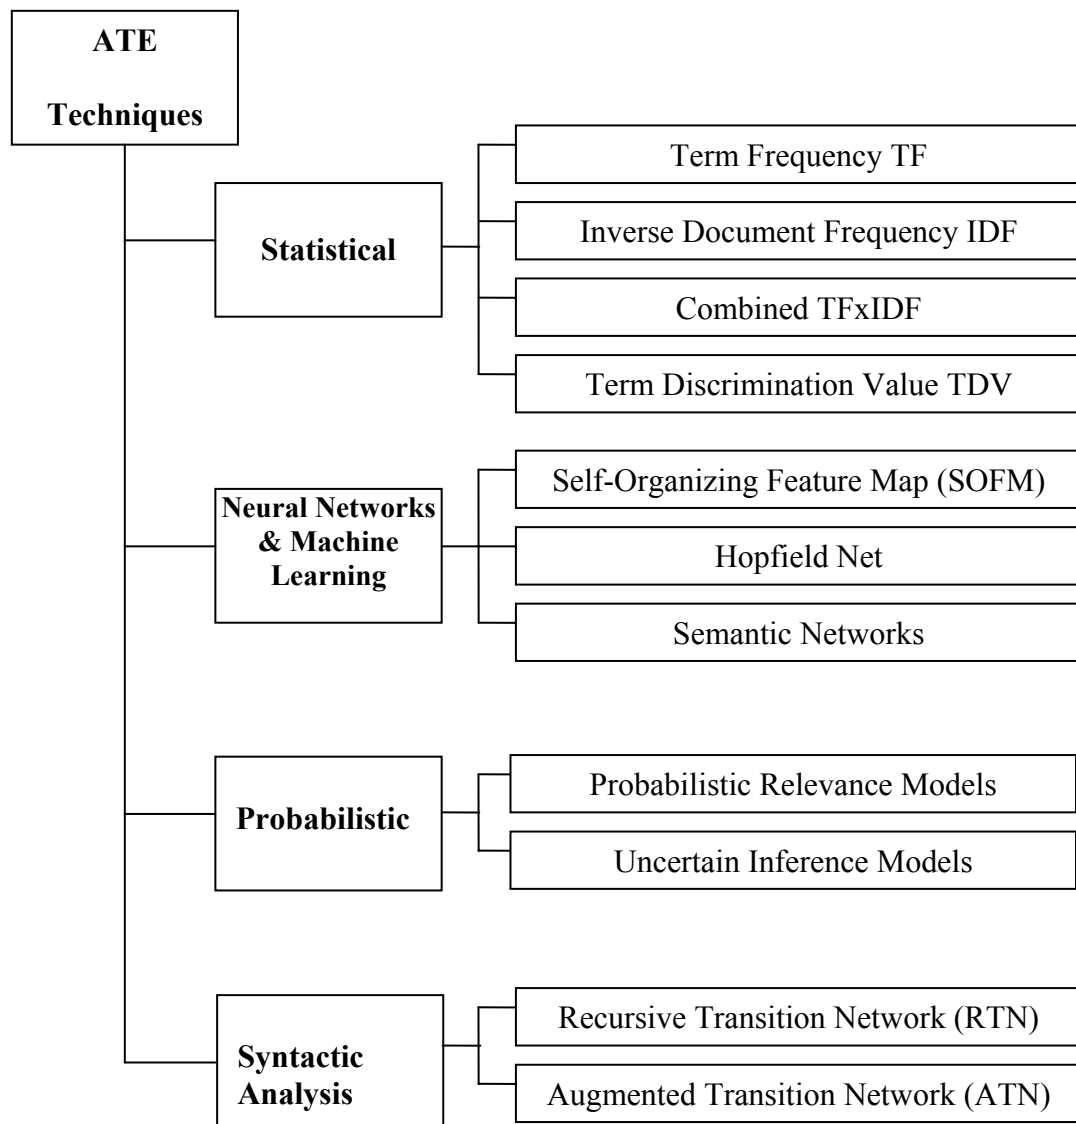 ATE
Techniques
Statistical
Term Frequency TF
Inverse Document Frequency IDF
Combined TFxIDF
Term Discrimination Value TDV
Neural Networks
& Machine
Learning
Self-Organizing Feature Map (SOFM)
Hopfield Net
Semantic Networks
Probabilistic
Probabilistic Relevance Models
Uncertain Inference Models
Syntactic
Analysis
Recursive Transition Network (RTN)
Augmented Transition Network (ATN)